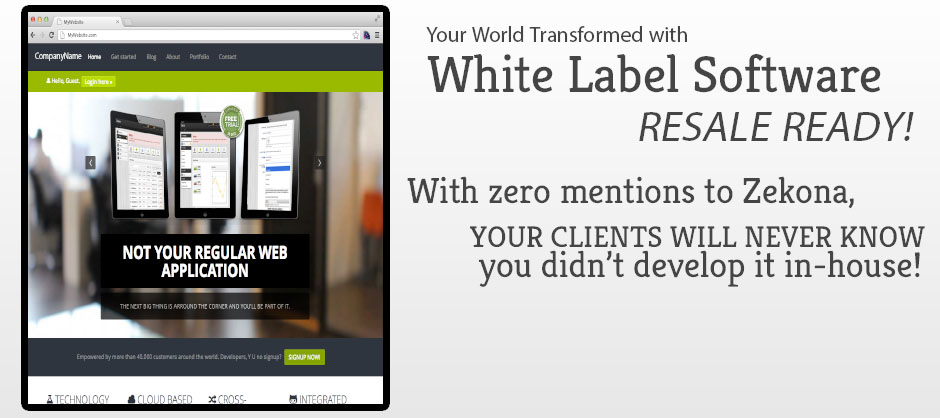 MyWebsite
MyWebsite.com
CompanyName Home Get started Blog About Portfolio Contact
Hello, Guest. Login here »
FREE
TRIAL
NOT YOUR REGULAR WEB
APPLICATION
THE NEXT BIG THING IS ARROUND THE CORNER AND YOU'LL BE PART OF IT.
Empowered by more than 40,000 customers around the world. Developers, Y U no signup? SIGNUP NOW!
TECHNOLOGY CLOUD BASED CROSS- INTEGRATED
Your World Transformed with
White Label Software
RESALE READY!
With zero mentions to Zekona,
YOUR CLIENTS WILL NEVER KNOW
you didn't develop it in-house!